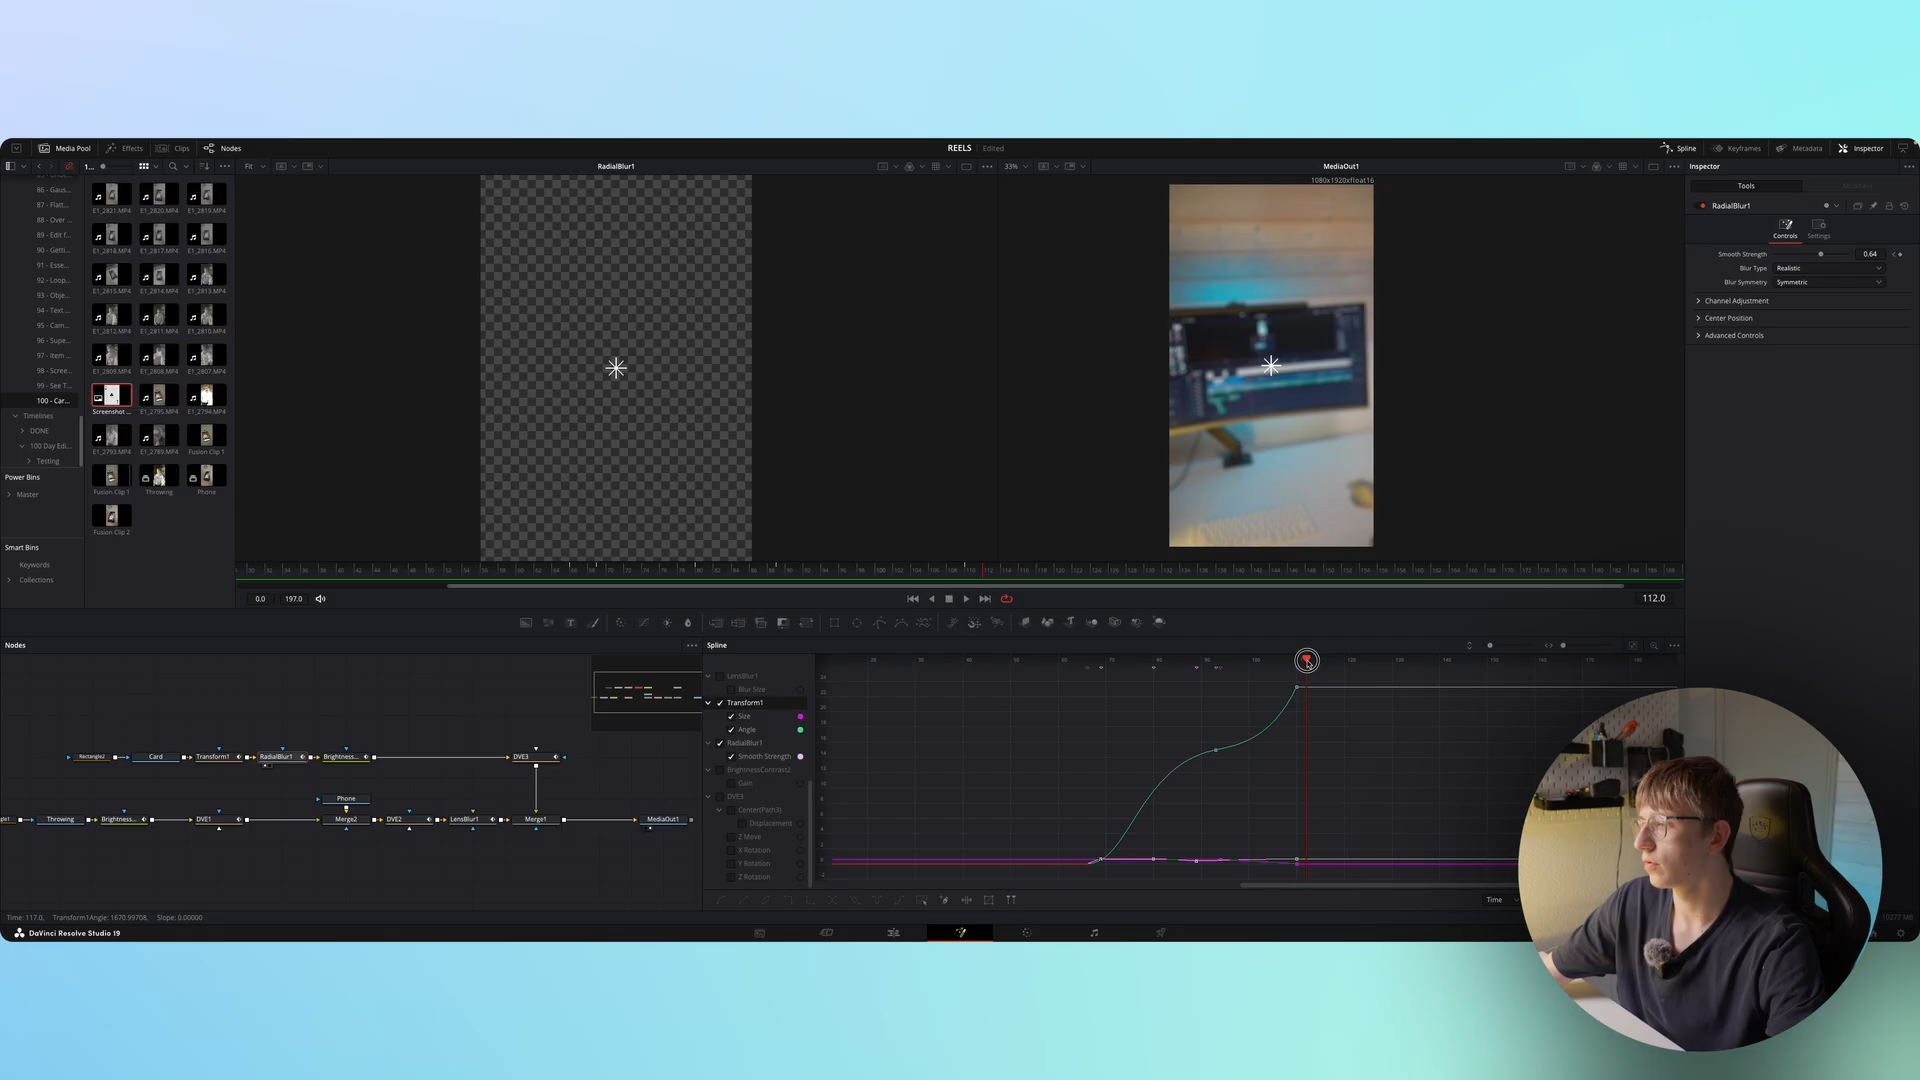 Media Pool
Effects
Clips
Nodes
REELS
Edited
Spline
Keyframes
Metadata
Inspector
1...
Fit
RadialBlur1
33%
MediaOut1
Inspector
1080x1920xfloat16
Tools
RadialBlur1
Controls
Settings
Smooth Strength
0.64
Blur Type
Realistic
Blur Symmetry
Symmetric
Channel Adjustment
Center Position
Advanced Controls
86 - Gaus...
87 - Flatt...
88 - Over ...
89 - Edit f...
90 - Getti...
91 - Esse...
92 - Loop...
93 - Obje...
94 - Text ...
95 - Cam...
96 - Supe...
97 - Item ...
98 - Scree...
99 - See T...
100 - Car...
Timelines
DONE
100 Day Edi...
Testing
Power Bins
Master
Smart Bins
Keywords
Collections
E1_2821.MP4
E1_2820.MP4
E1_2819.MP4
E1_2818.MP4
E1_2817.MP4
E1_2816.MP4
E1_2815.MP4
E1_2814.MP4
E1_2813.MP4
E1_2812.MP4
E1_2811.MP4
E1_2810.MP4
E1_2809.MP4
E1_2808.MP4
E1_2807.MP4
Screenshot ...
E1_2795.MP4
E1_2794.MP4
E1_2793.MP4
E1_2789.MP4
Fusion Clip 1
Fusion Clip 1
Throwing
Phone
Fusion Clip 2
0.0
197.0
112.0
Nodes
Rectangle2
Card
Transform1
RadialBlur1
Brightness...
DVE3
Phone
Throwing
Brightness...
DVE1
Merge2
DVE2
LensBlur1
Merge1
MediaOut1
Spline
LensBlur1
Blur Size
Transform1
Size
Angle
RadialBlur1
Smooth Strength
BrightnessContrast2
Gain
DVE3
Center(Path3)
Displacement
Z Move
X Rotation
Y Rotation
Z Rotation
Time
Time: 117.0, Transform1Angle: 1670.99708, Slope: 0.00000
DaVinci Resolve Studio 19